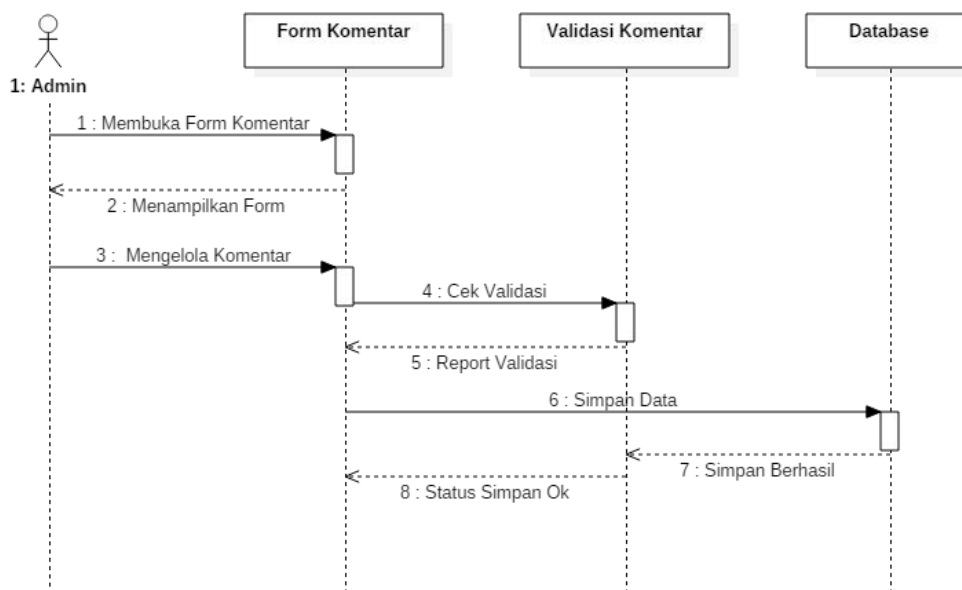 Form Komentar
Validasi Komentar
Database
1: Admin
1 : Membuka Form Komentar
2 : Menampilkan Form
3 :  Mengelola Komentar
4 : Cek Validasi
5 : Report Validasi
6 : Simpan Data
7 : Simpan Berhasil
8 : Status Simpan Ok